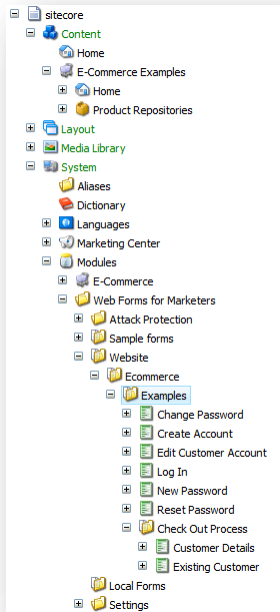 sitecore
Content
Home
E-Commerce Examples
Home
Product Repositories
Layout
Media Library
System
Aliases
Dictionary
Languages
Marketing Center
Modules
E-Commerce
Web Forms for Marketers
Attack Protection
Sample forms
Website
Ecommerce
Examples
Change Password
Create Account
Edit Customer Account
Log In
New Password
Reset Password
Check Out Process
Customer Details
Existing Customer
Local Forms
Settings